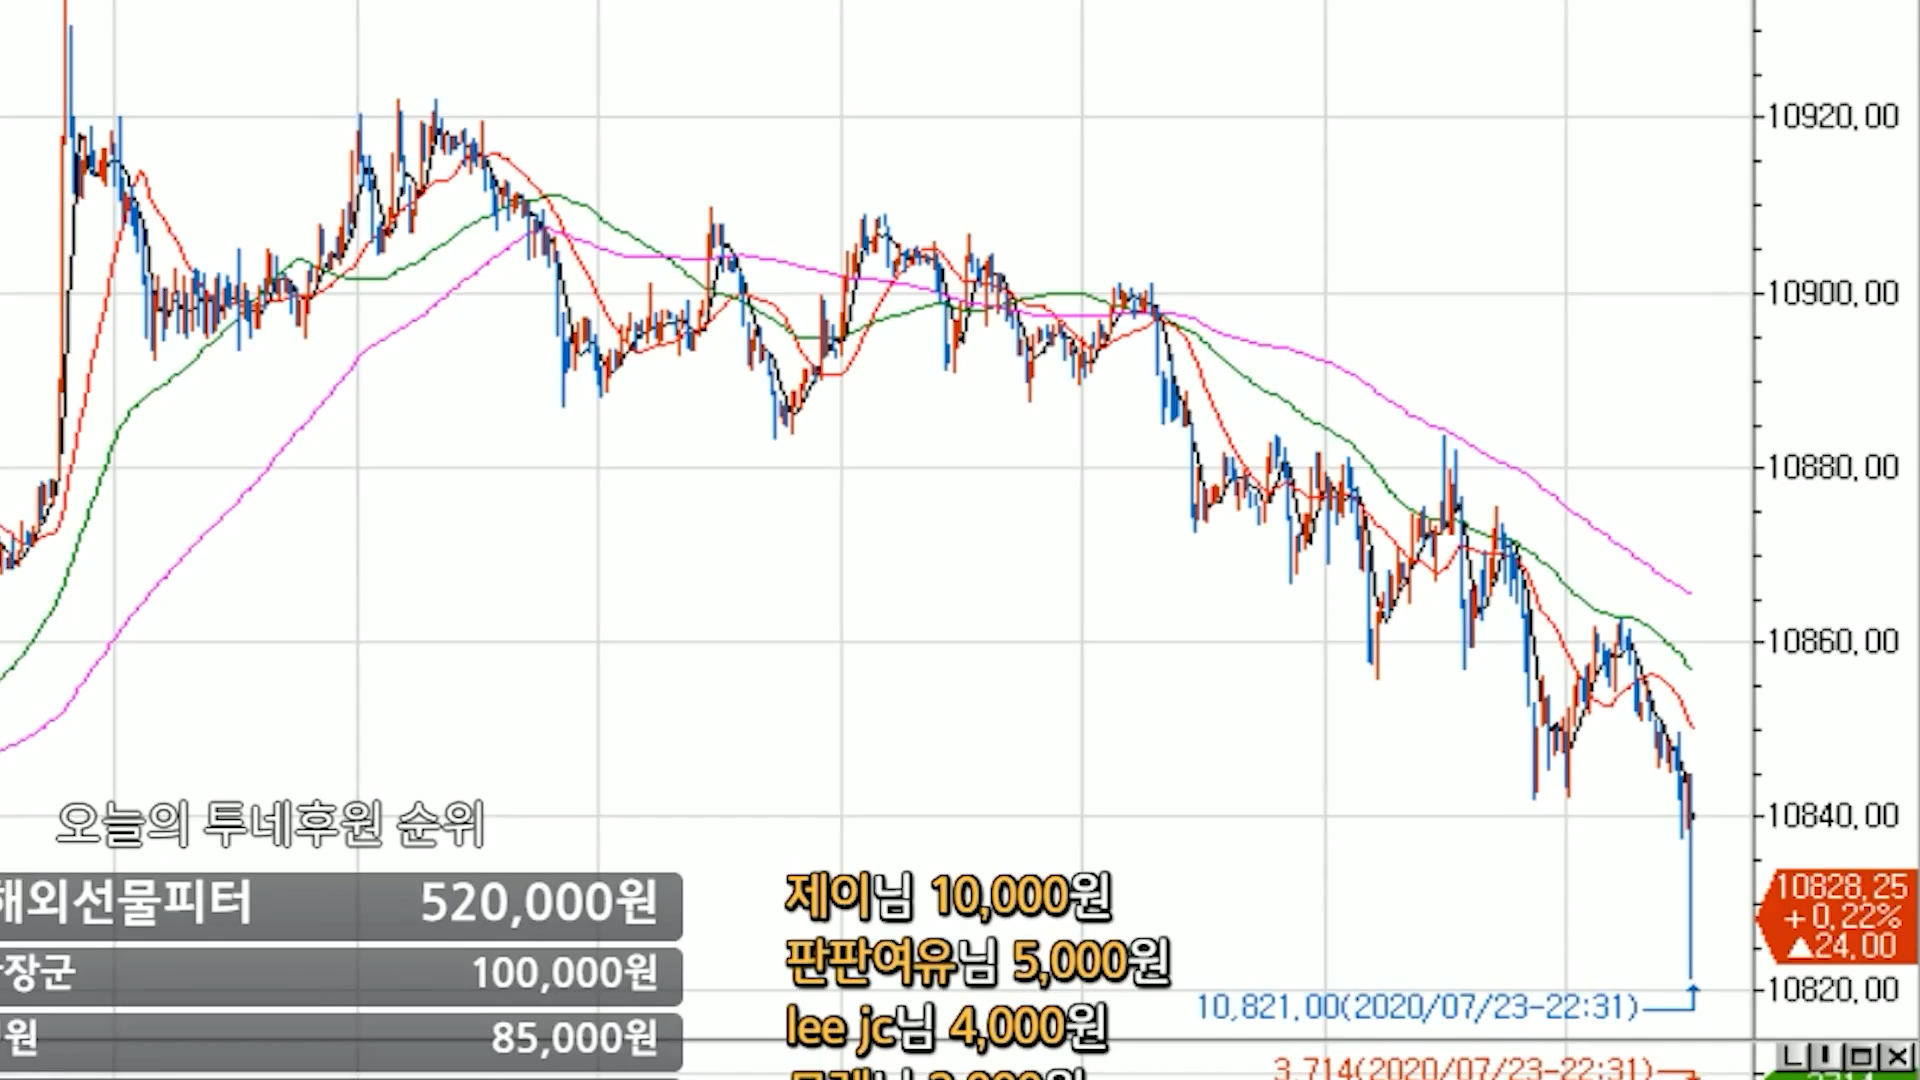 10920.00
10900.00
10880.00
10860.00
10840.00
10828.25
+0.22%
▲24.00
10820.00
10,821.00(2020/07/23-22:31)
3,714(2020/07/23-22:31)
오늘의 투네후원 순위
해외선물피터 520,000원
장군 100,000원
원 85,000원
제이님 10,000원
판판여유님 5,000원
lee jc님 4,000원